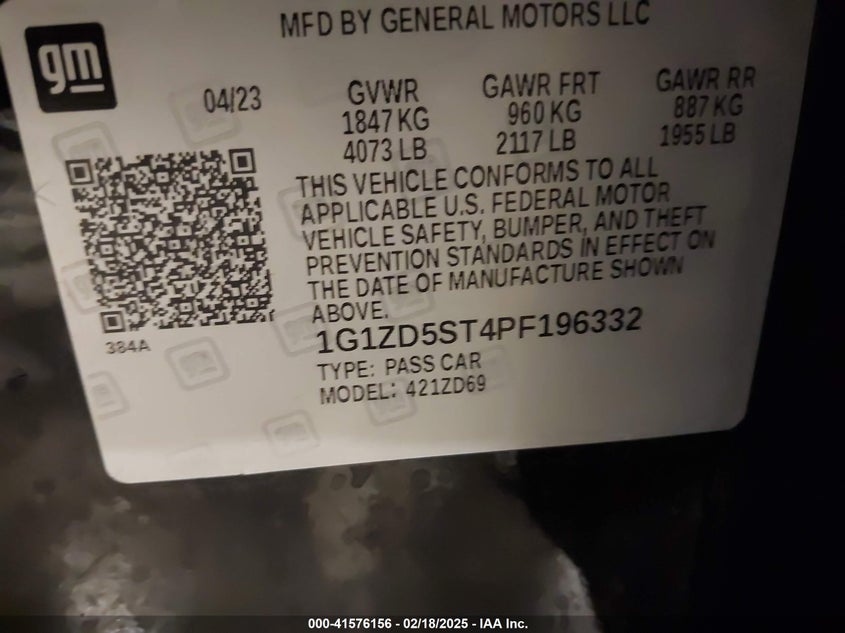 MFD BY GENERAL MOTORS LLC
gm
04/23
GVWR
1847 KG
4073 LB
GAWR FRT
960 KG
2117 LB
GAWR RR
887 KG
1955 LB
THIS VEHICLE CONFORMS TO ALL
APPLICABLE U.S. FEDERAL MOTOR
VEHICLE SAFETY, BUMPER, AND THEFT
PREVENTION STANDARDS IN EFFECT ON
THE DATE OF MANUFACTURE SHOWN
ABOVE.
384A
1G1ZD5ST4PF196332
TYPE: PASS CAR
MODEL: 421ZD69
000-41576156 - 02/18/2025 - IAA Inc.